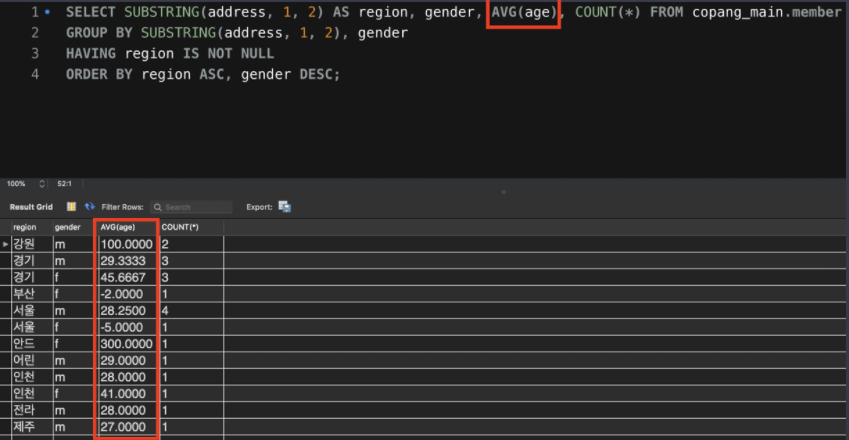 1 SELECT SUBSTRING(address, 1, 2) AS region, gender, AVG(age), COUNT(*) FROM copang_main.member
2 GROUP BY SUBSTRING(address, 1, 2), gender
3 HAVING region IS NOT NULL
4 ORDER BY region ASC, gender DESC;
100% 52:1
Result Grid Filter Rows: Search Export:
region gender AVG(age) COUNT(*)
강원 m 100.0000 2
경기 m 29.3333 3
경기 f 45.6667 3
부산 f -2.0000 1
서울 m 28.2500 4
서울 f -5.0000 1
안드 f 300.0000 1
어린 m 29.0000 1
인천 m 28.0000 1
인천 f 41.0000 1
전라 m 28.0000 1
제주 m 27.0000 1